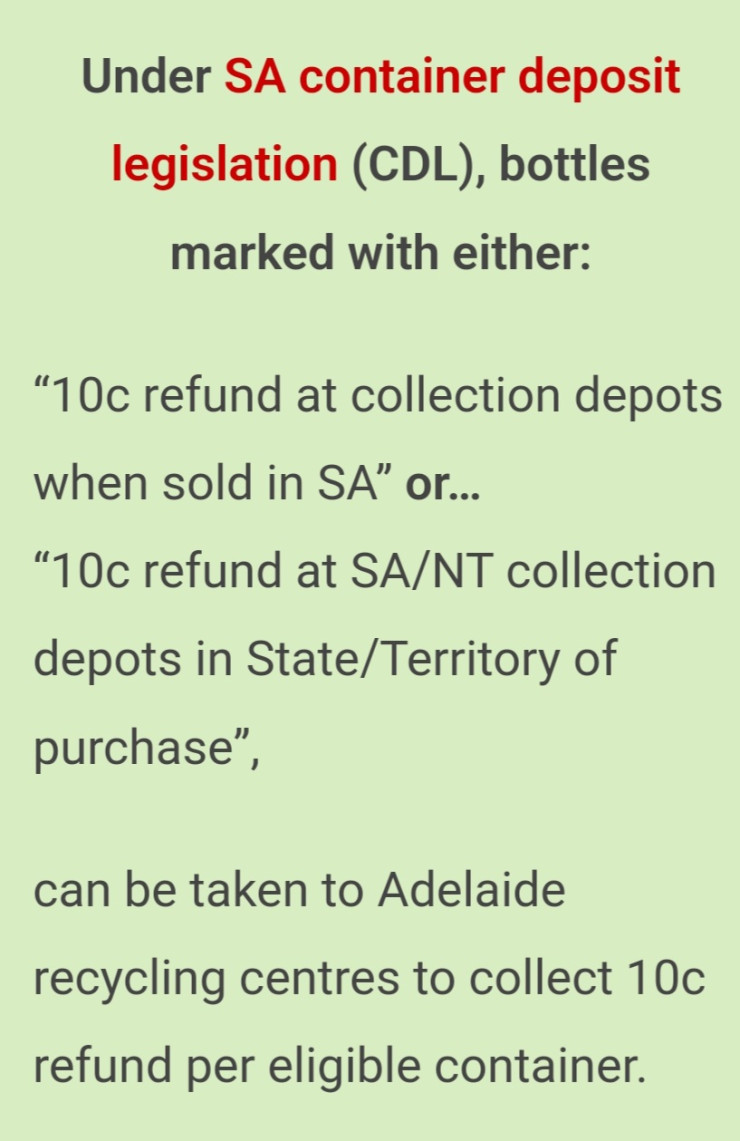 Under SA container deposit
legislation (CDL), bottles
marked with either:
“10c refund at collection depots
when sold in SA” or...
“10c refund at SA/NT collection
depots in State/Territory of
purchase”,
can be taken to Adelaide
recycling centres to collect 10c
refund per eligible container.